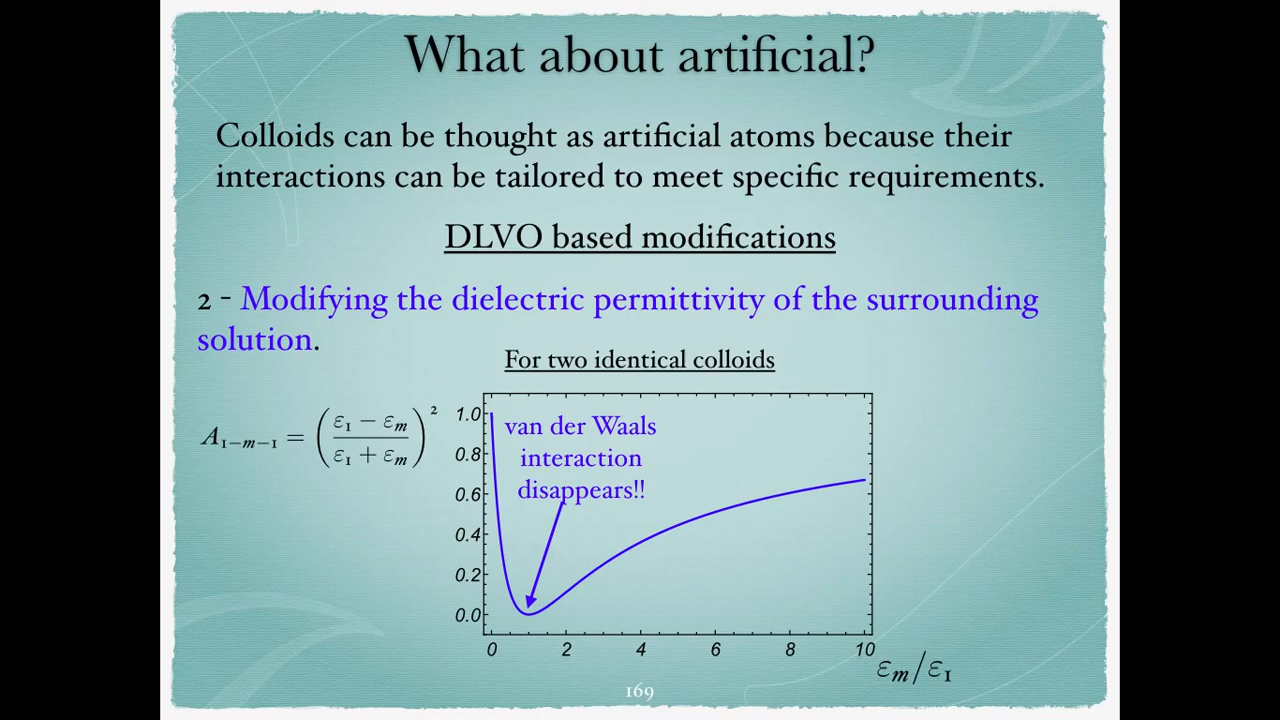 What about artificial?
Colloids can be thought as artificial atoms because their
interactions can be tailored to meet specific requirements.
DLVO based modifications
2 - Modifying the dielectric permittivity of the surrounding
solution.
For two identical colloids
A₁₋ₘ₋₁ = ((ε₁ − εₘ)/(ε₁ + εₘ))²
van der Waals
interaction
disappears!!
1.0
0.8
0.6
0.4
0.2
0.0
0 2 4 6 8 10
εₘ/ε₁
169